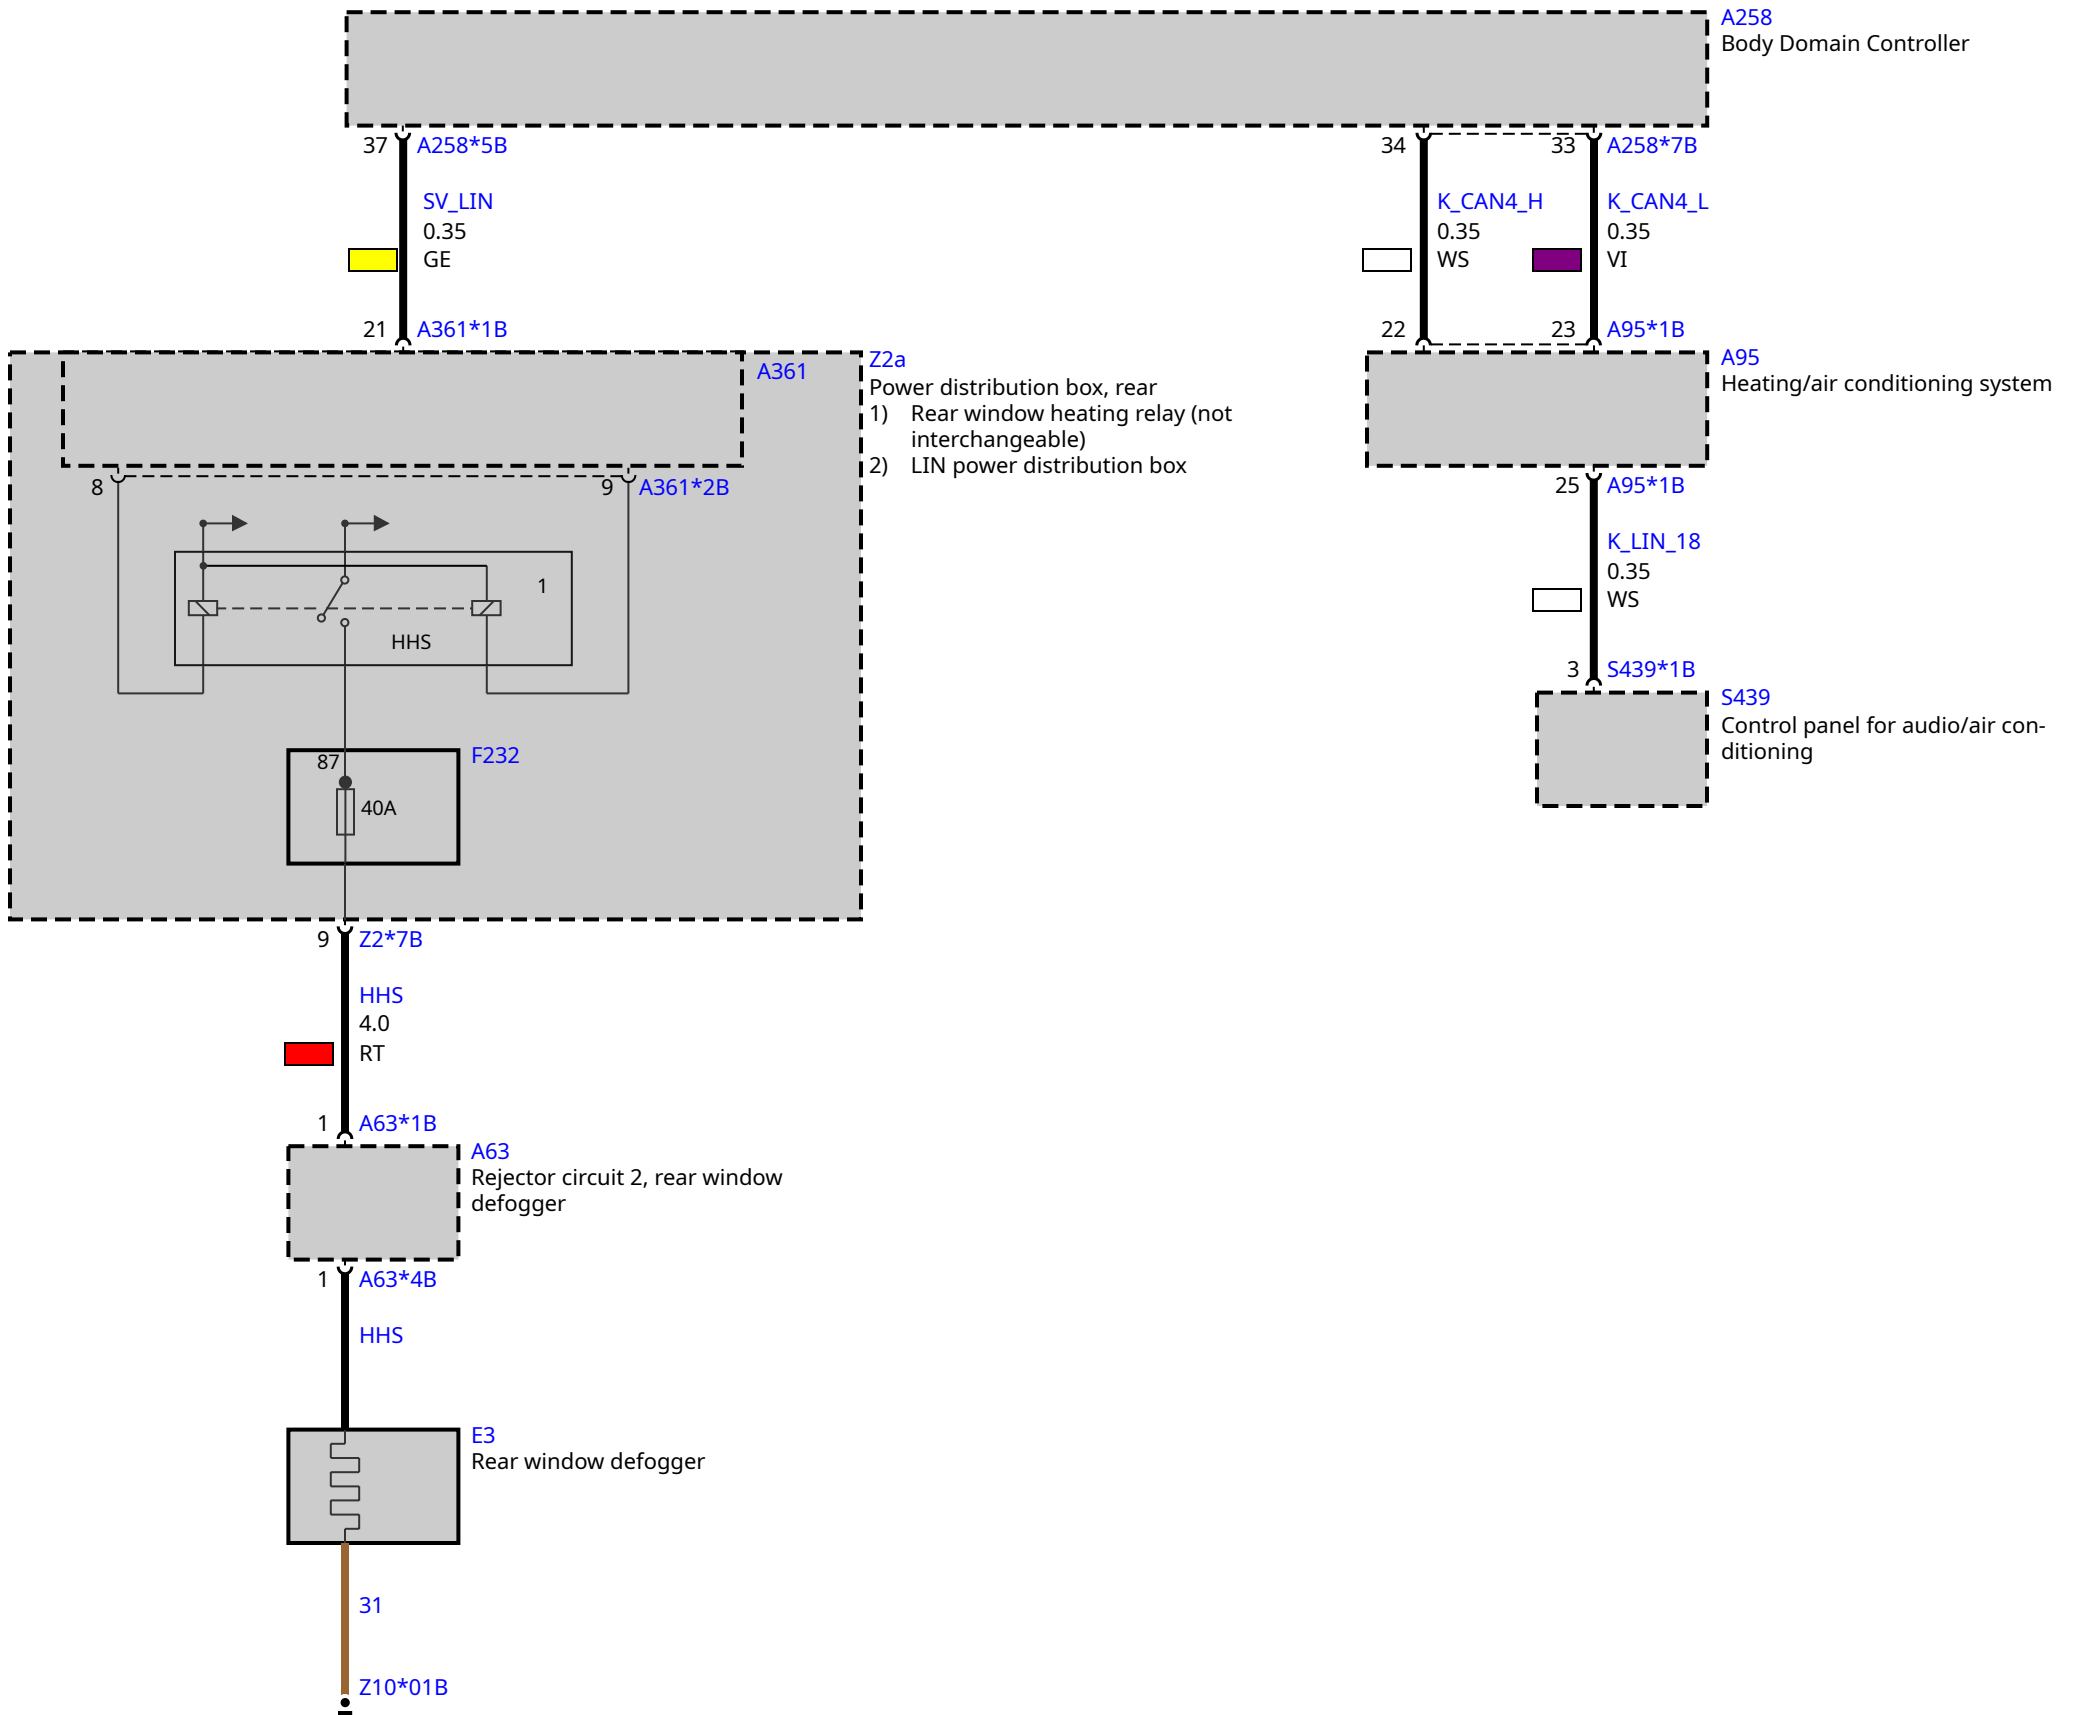 A258
Body Domain Controller
37 A258*5B
34
33 A258*7B
SV_LIN
0.35
GE
K_CAN4_H
0.35
WS
K_CAN4_L
0.35
VI
21 A361*1B
22
23 A95*1B
A361
Z2a
Power distribution box, rear
1) Rear window heating relay (not
interchangeable)
2) LIN power distribution box
A95
Heating/air conditioning system
8
9 A361*2B
25 A95*1B
K_LIN_18
0.35
WS
1
HHS
3 S439*1B
S439
Control panel for audio/air con-
ditioning
87
F232
40A
9 Z2*7B
HHS
4.0
RT
1 A63*1B
A63
Rejector circuit 2, rear window
defogger
1 A63*4B
HHS
E3
Rear window defogger
31
Z10*01B